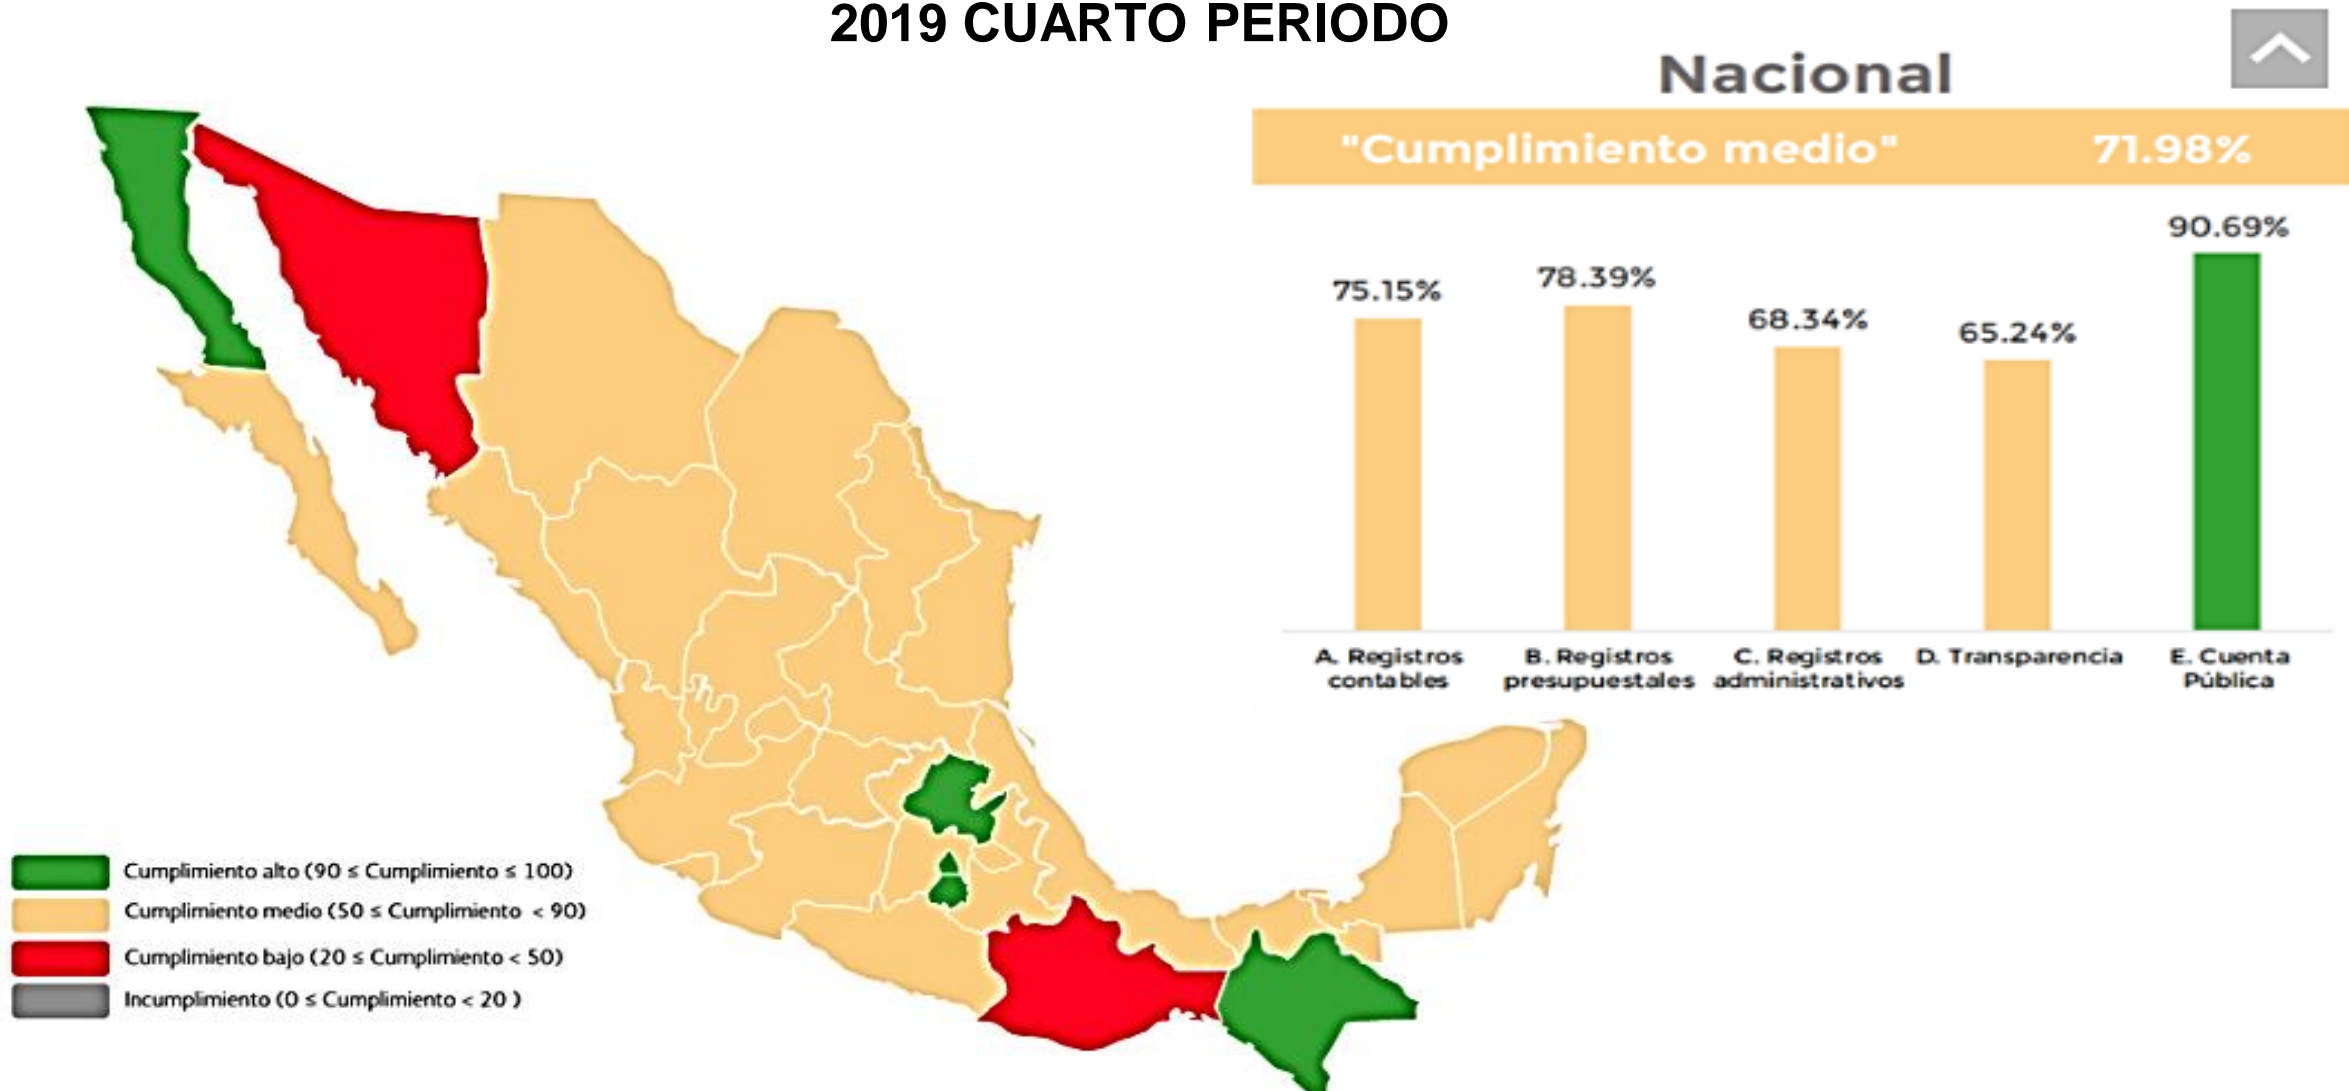 2019 CUARTO PERIODO
Nacional
"Cumplimiento medio" 71.98%
75.15%
78.39%
68.34%
65.24%
90.69%
A. Registros
contables
B. Registros
presupuestales
C. Registros
administrativos
D. Transparencia
E. Cuenta
Pública
Cumplimiento alto (90 ≤ Cumplimiento ≤ 100)
Cumplimiento medio (50 ≤ Cumplimiento < 90)
Cumplimiento bajo (20 ≤ Cumplimiento < 50)
Incumplimiento (0 ≤ Cumplimiento < 20 )